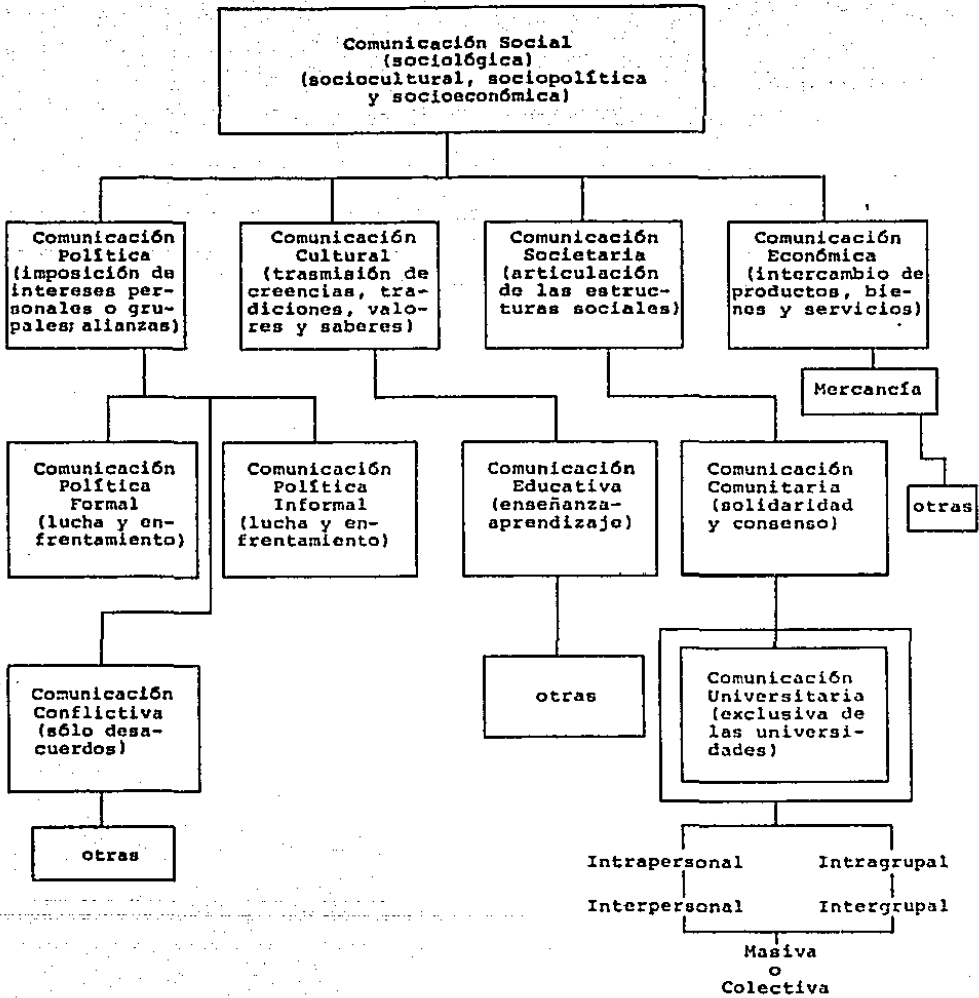 Comunicación Social
(sociológica)
(sociocultural, sociopolítica
y socioeconómica)
Comunicación
Política
(imposición de
intereses per-
sonales o gru-
pales; alianzas)
Comunicación
Cultural
(trasmisión de
creencias, tra-
diciones, valo-
res y saberes)
Comunicación
Societaria
(articulación
de las estruc-
turas sociales)
Comunicación
Económica
(intercambio de
productos, bie-
nes y servicios)
Mercancía
otras
Comunicación
Política
Formal
(lucha y en-
frentamiento)
Comunicación
Política
Informal
(lucha y en-
frentamiento)
Comunicación
Educativa
(enseñanza-
aprendizaje)
Comunicación
Comunitaria
(solidaridad
y consenso)
Comunicación
Conflictiva
(sólo desa-
cuerdos)
otras
otras
Comunicación
Universitaria
(exclusiva de
las universi-
dades)
Intrapersonal
Intragrupal
Interpersonal
Intergrupal
Masiva
o
Colectiva